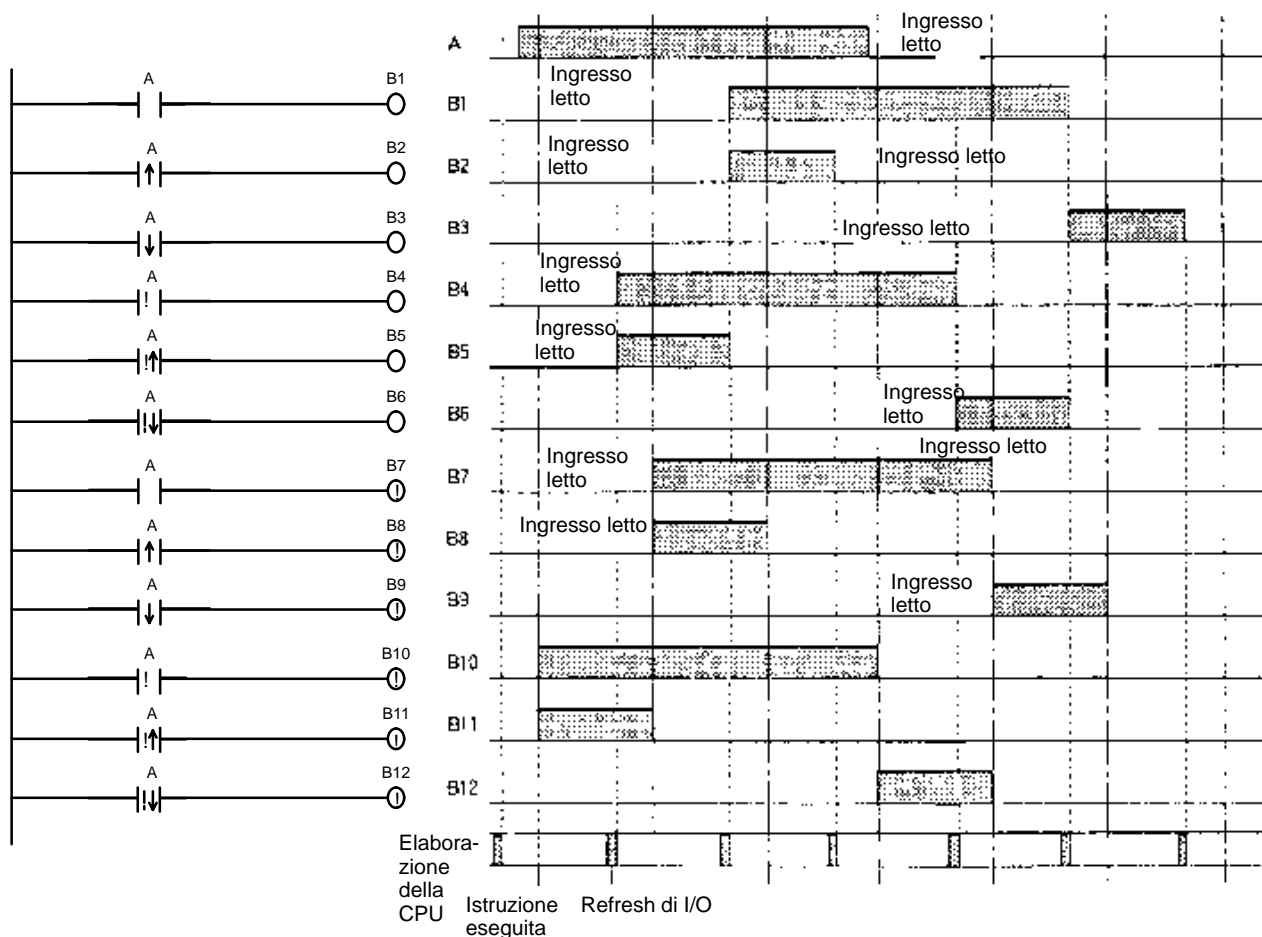 A
B1
A
B2
A
B3
A
B4
A
B5
A
B6
A
B7
A
B8
A
B9
A
B10
A
B11
A
B12
A
Ingresso
letto
Ingresso
letto
B1
Ingresso
letto
B2
Ingresso letto
B3
Ingresso letto
Ingresso
letto
B4
Ingresso
letto
B5
Ingresso
letto
B6
Ingresso letto
Ingresso
letto
B7
Ingresso letto
B8
Ingresso
letto
B9
B10
B11
B12
Elabora-
zione
della
CPU
Istruzione
eseguita
Refresh di I/O